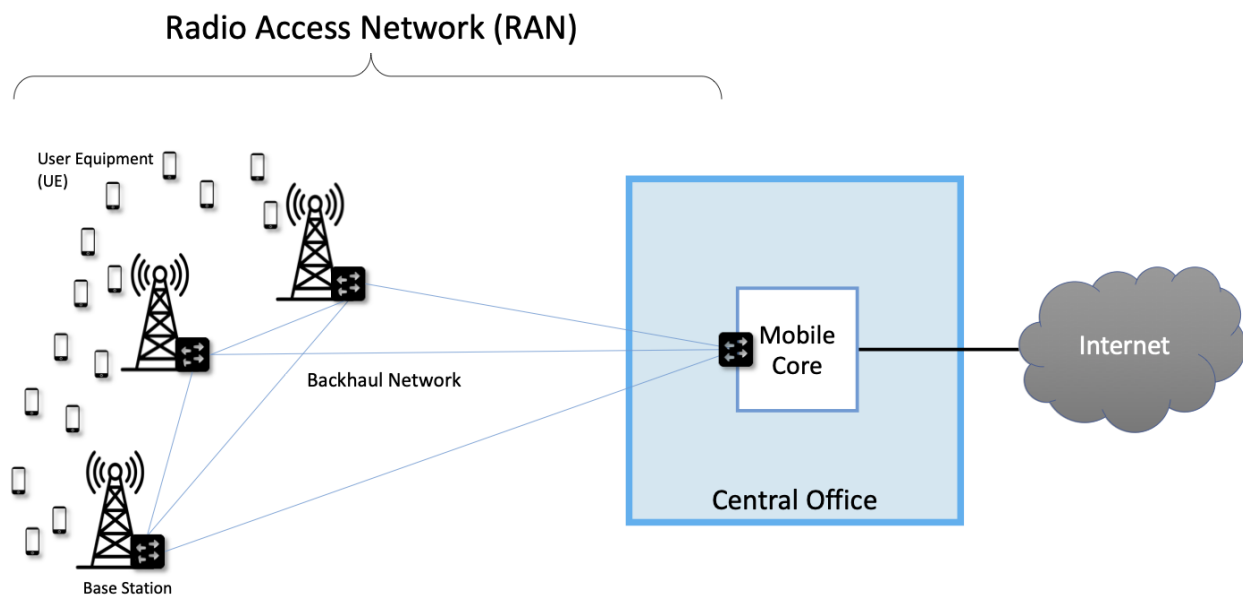 Radio Access Network (RAN)
User Equipment
(UE)
Backhaul Network
Mobile
Core
Internet
Central Office
Base Station